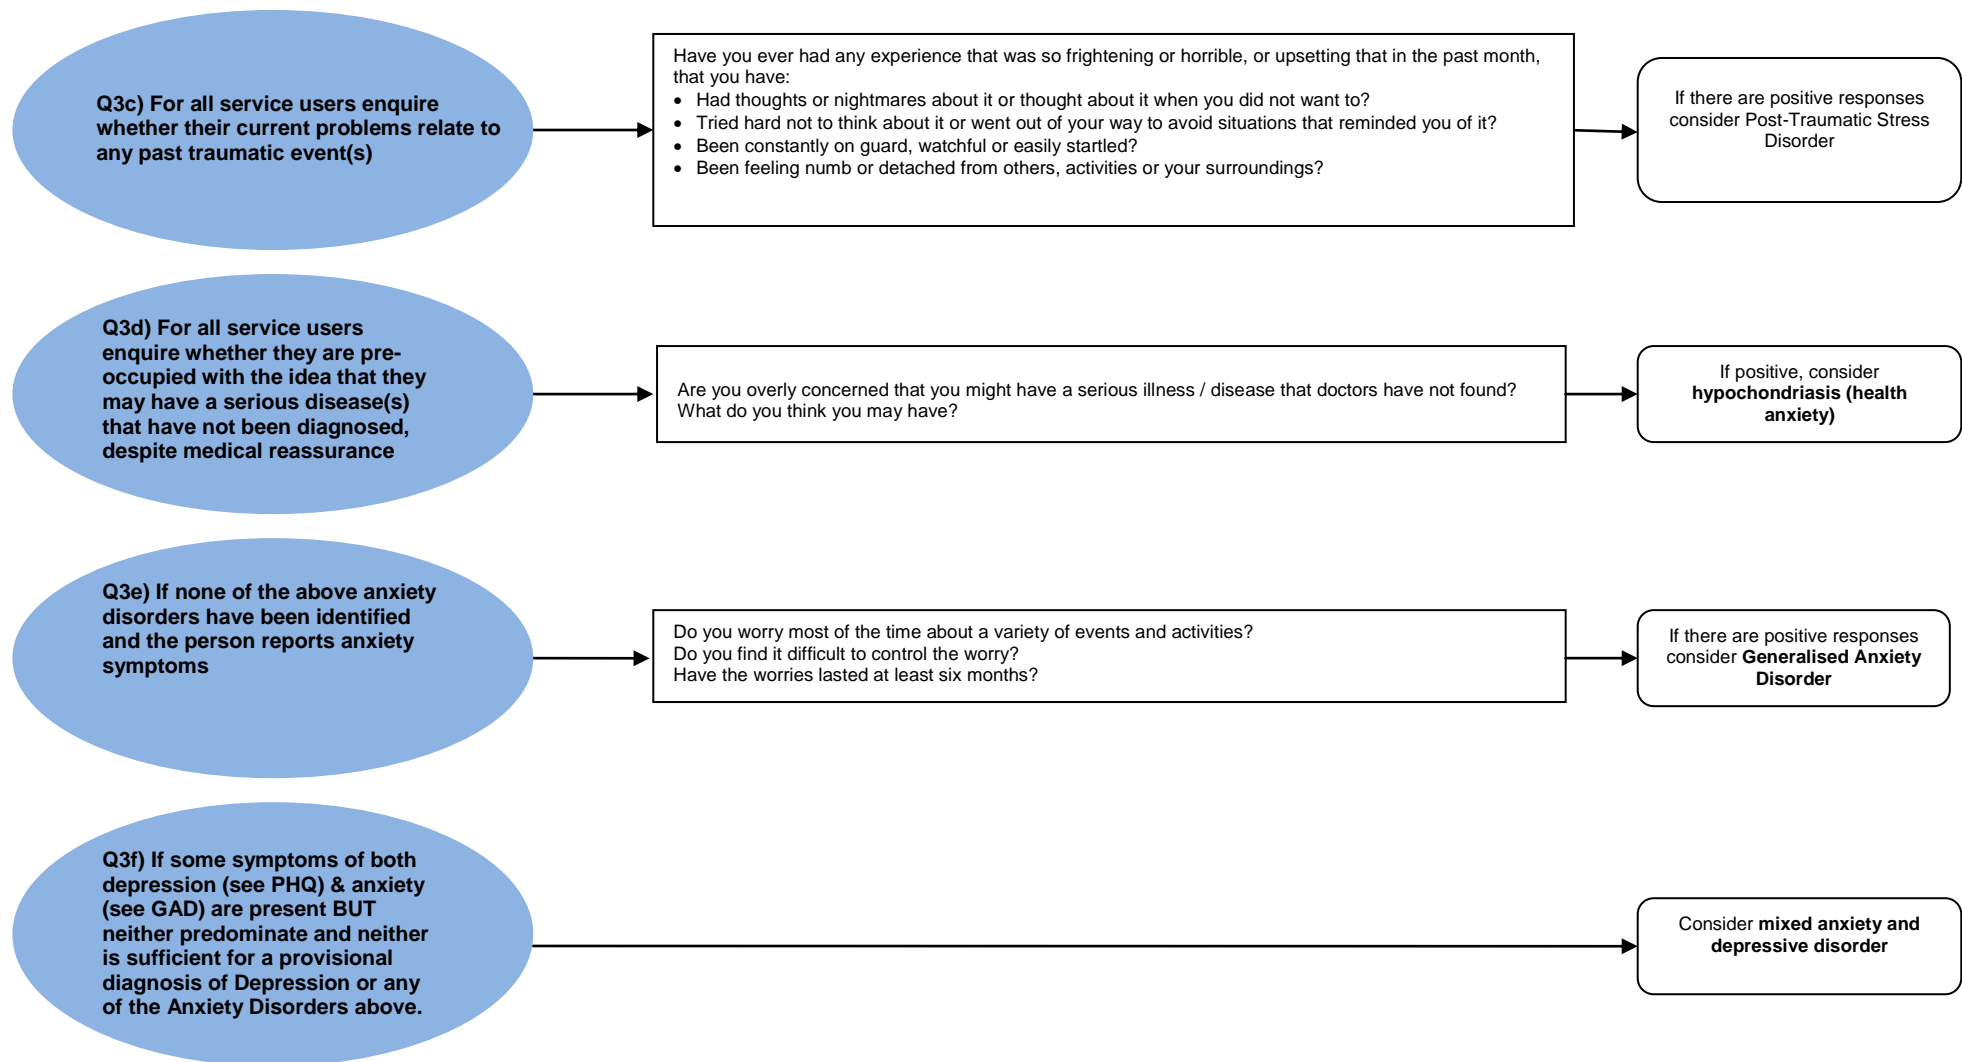 Q3c) For all service users enquire
whether their current problems relate to
any past traumatic event(s)
Have you ever had any experience that was so frightening or horrible, or upsetting that in the past month,
that you have:
• Had thoughts or nightmares about it or thought about it when you did not want to?
• Tried hard not to think about it or went out of your way to avoid situations that reminded you of it?
• Been constantly on guard, watchful or easily startled?
• Been feeling numb or detached from others, activities or your surroundings?
If there are positive responses
consider Post-Traumatic Stress
Disorder
Q3d) For all service users
enquire whether they are pre-
occupied with the idea that they
may have a serious disease(s)
that have not been diagnosed,
despite medical reassurance
Are you overly concerned that you might have a serious illness / disease that doctors have not found?
What do you think you may have?
If positive, consider
hypochondriasis (health
anxiety)
Q3e) If none of the above anxiety
disorders have been identified
and the person reports anxiety
symptoms
Do you worry most of the time about a variety of events and activities?
Do you find it difficult to control the worry?
Have the worries lasted at least six months?
If there are positive responses
consider Generalised Anxiety
Disorder
Q3f) If some symptoms of both
depression (see PHQ) & anxiety
(see GAD) are present BUT
neither predominate and neither
is sufficient for a provisional
diagnosis of Depression or any
of the Anxiety Disorders above.
Consider mixed anxiety and
depressive disorder